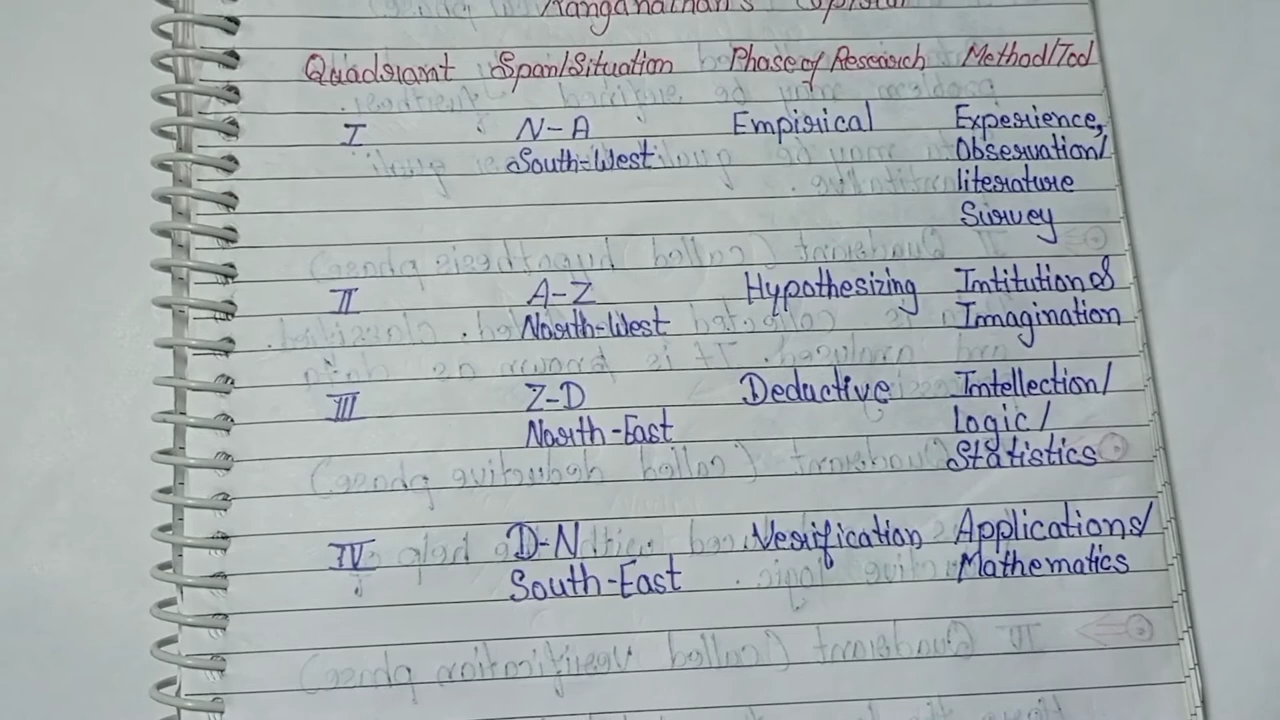 Ranganathan's
Quadrant Span/Situation Phase of Research Method/Tool
I N-A Empirical Experience,
South-West Observation/
literature
Survey
II A-Z Hypothesizing Intitution &
North-West Imagination
III Z-D Deductive Intellection/
North-East Logic/
Statistics
IV D-N Verification Applications/
South-East Mathematics